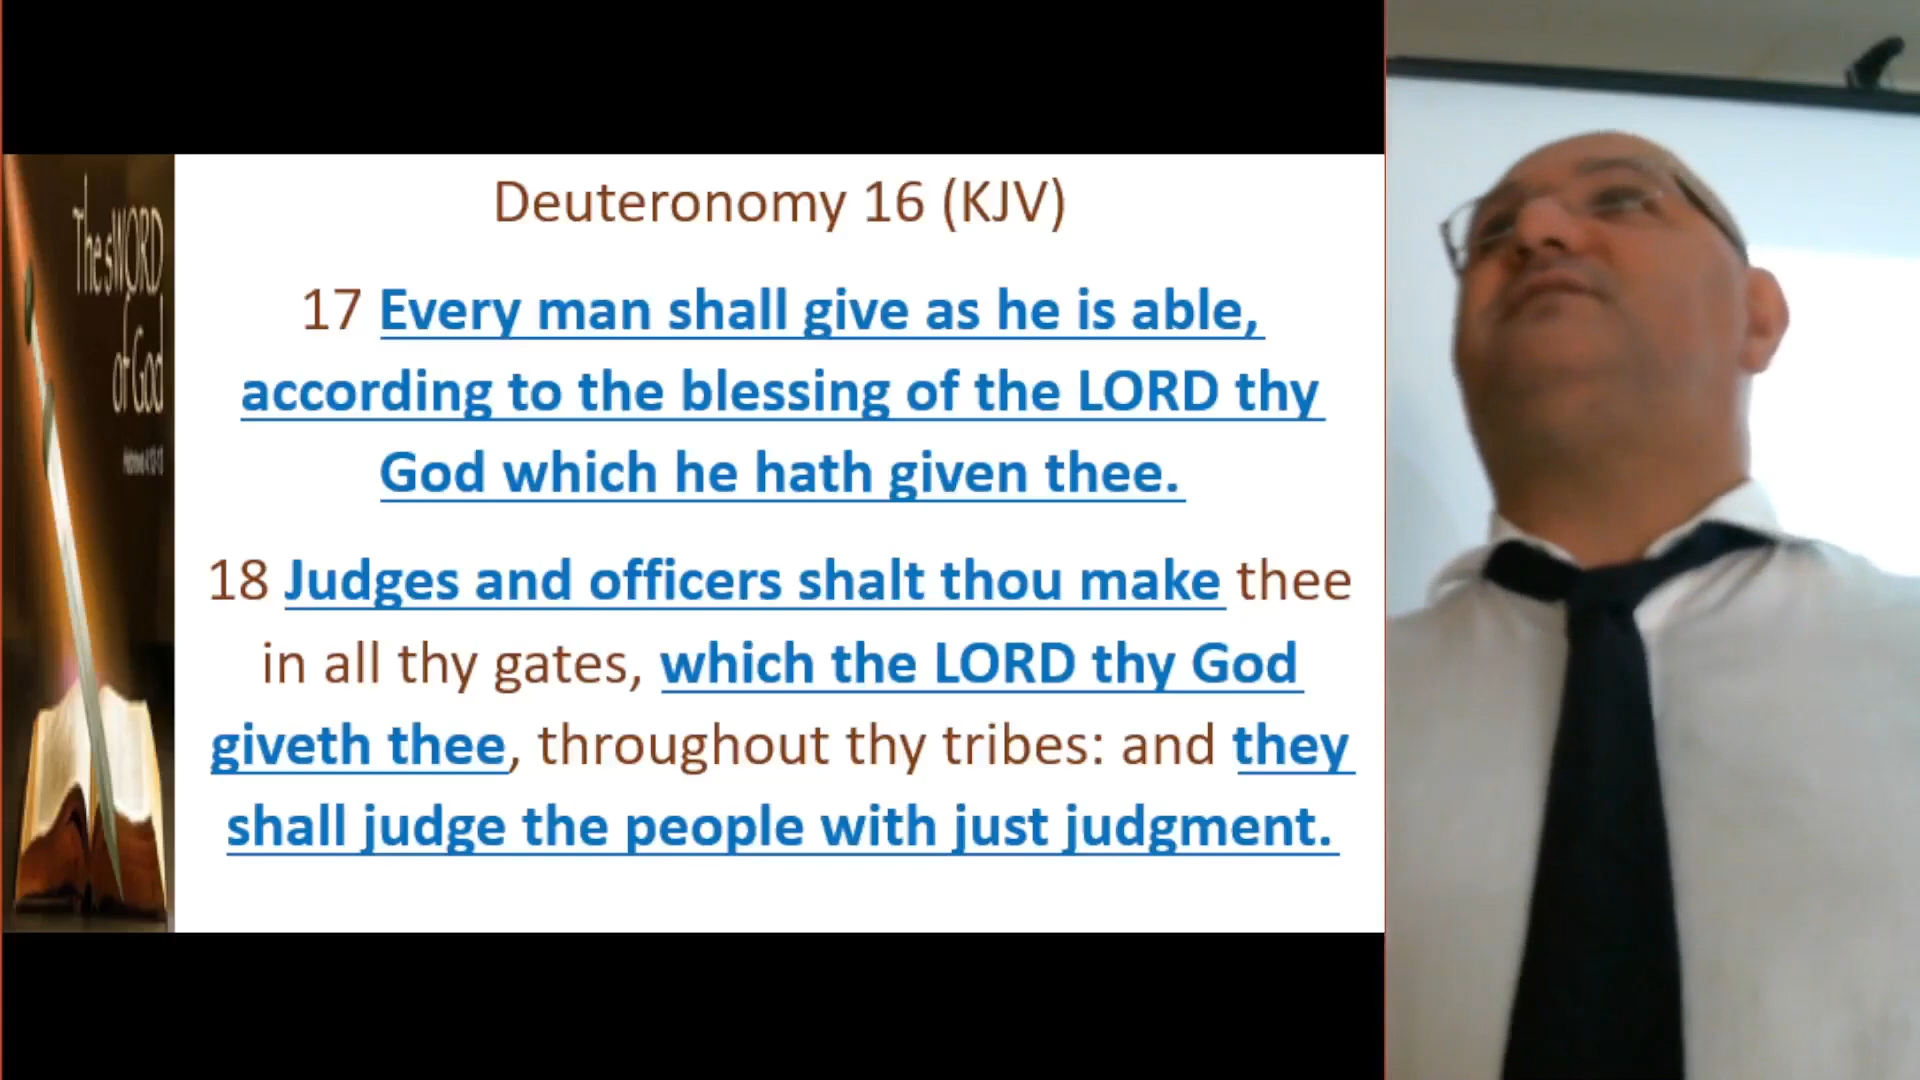 The sWORD
of God
Deuteronomy 16 (KJV)
17 Every man shall give as he is able,
according to the blessing of the LORD thy
God which he hath given thee.
18 Judges and officers shalt thou make thee
in all thy gates, which the LORD thy God
giveth thee, throughout thy tribes: and they
shall judge the people with just judgment.